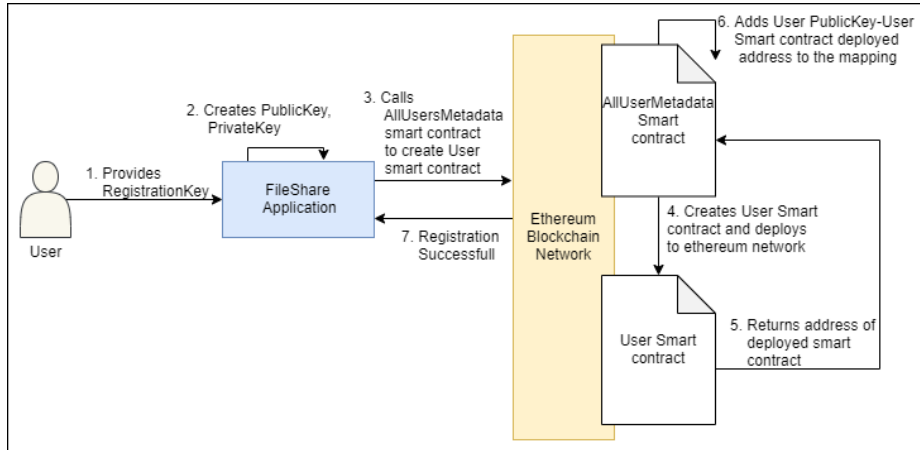 1. Provides
RegistrationKey
User
2. Creates PublicKey,
PrivateKey
FileShare
Application
3. Calls
AllUsersMetadata
smart contract
to create User
smart contract
7. Registration
Successfull
Ethereum
Blockchain
Network
AllUserMetadata
Smart
contract
6. Adds User PublicKey-User
Smart contract deployed
address to the mapping
4. Creates User Smart
contract and deploys
to ethereum network
User Smart
contract
5. Returns address of
deployed smart
contract